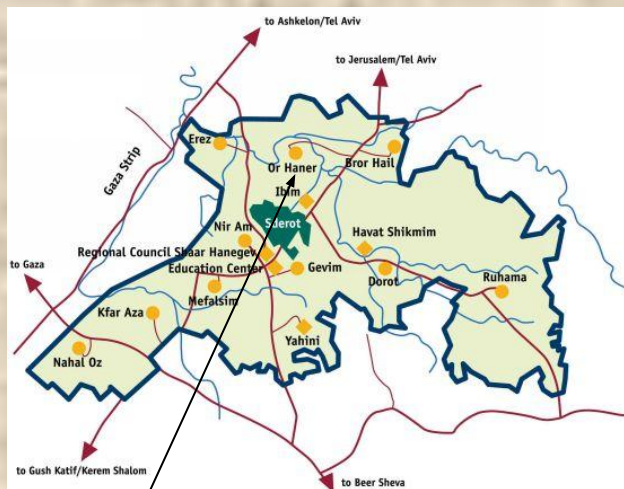 to Ashkelon/Tel Aviv
to Jerusalem/Tel Aviv
Erez
Or Haner
Bror Hail
Gaza Strip
Ibim
Sderot
Nir Am
Havat Shikmim
Regional Council Shaar Hanegev
Education Center
Gevim
Dorot
Ruhama
to Gaza
Mefalsim
Kfar Aza
Yahini
Nahal Oz
to Gush Katif/Kerem Shalom
to Beer Sheva